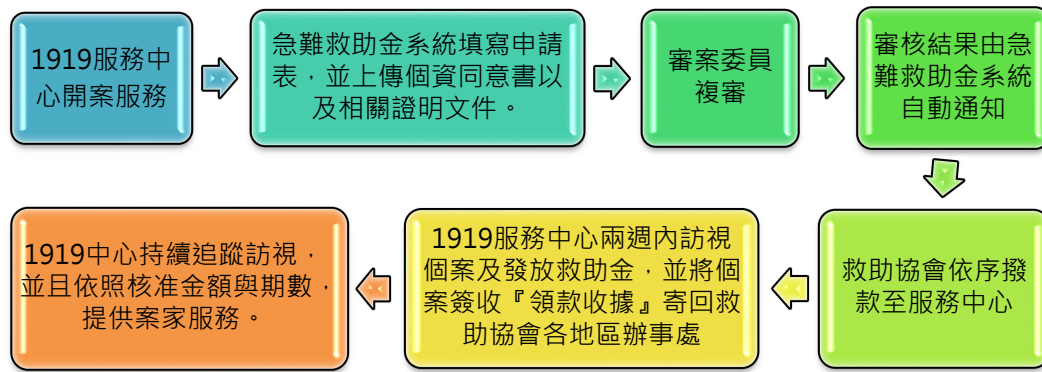 1919服務中
心開案服務
急難救助金系統填寫申請
表，並上傳個資同意書以
及相關證明文件。
審案委員
複審
審核結果由急
難救助金系統
自動通知
救助協會依序撥
款至服務中心
1919服務中心兩週內訪視
個案及發放救助金，並將個
案簽收『領款收據』寄回救
助協會各地區辦事處
1919中心持續追蹤訪視，
並且依照核准金額與期數，
提供案家服務。